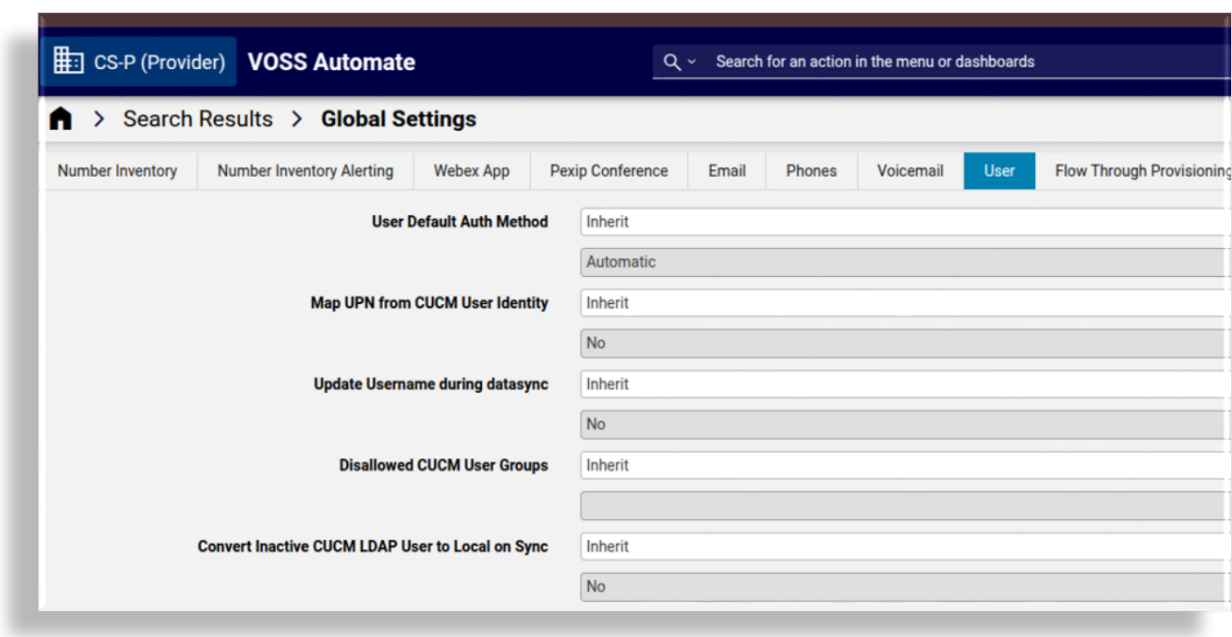 CS-P (Provider) VOSS Automate Search for an action in the menu or dashboards
> Search Results > Global Settings
Number Inventory Number Inventory Alerting Webex App Pexip Conference Email Phones Voicemail User Flow Through Provisioning
User Default Auth Method Inherit
Automatic
Map UPN from CUCM User Identity Inherit
No
Update Username during datasync Inherit
No
Disallowed CUCM User Groups Inherit
Convert Inactive CUCM LDAP User to Local on Sync Inherit
No